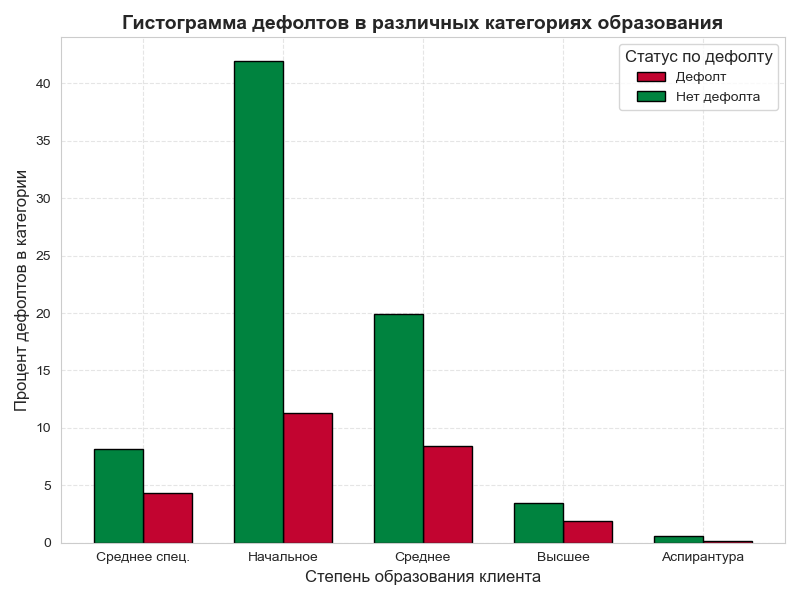 Гистограмма дефолтов в различных категориях образования
Статус по дефолту
Дефолт
Нет дефолта
Процент дефолтов в категории
40
35
30
25
20
15
10
5
0
Среднее спец. Начальное Среднее Высшее Аспирантура
Степень образования клиента